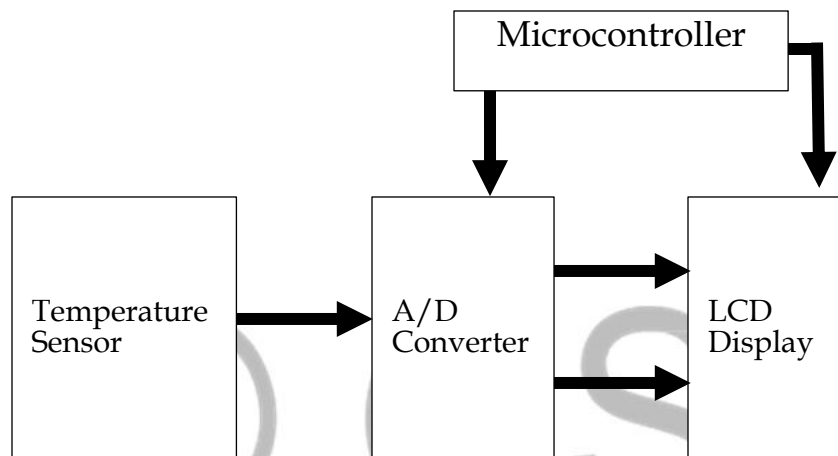 Microcontroller
Temperature
Sensor
A/D
Converter
LCD
Display